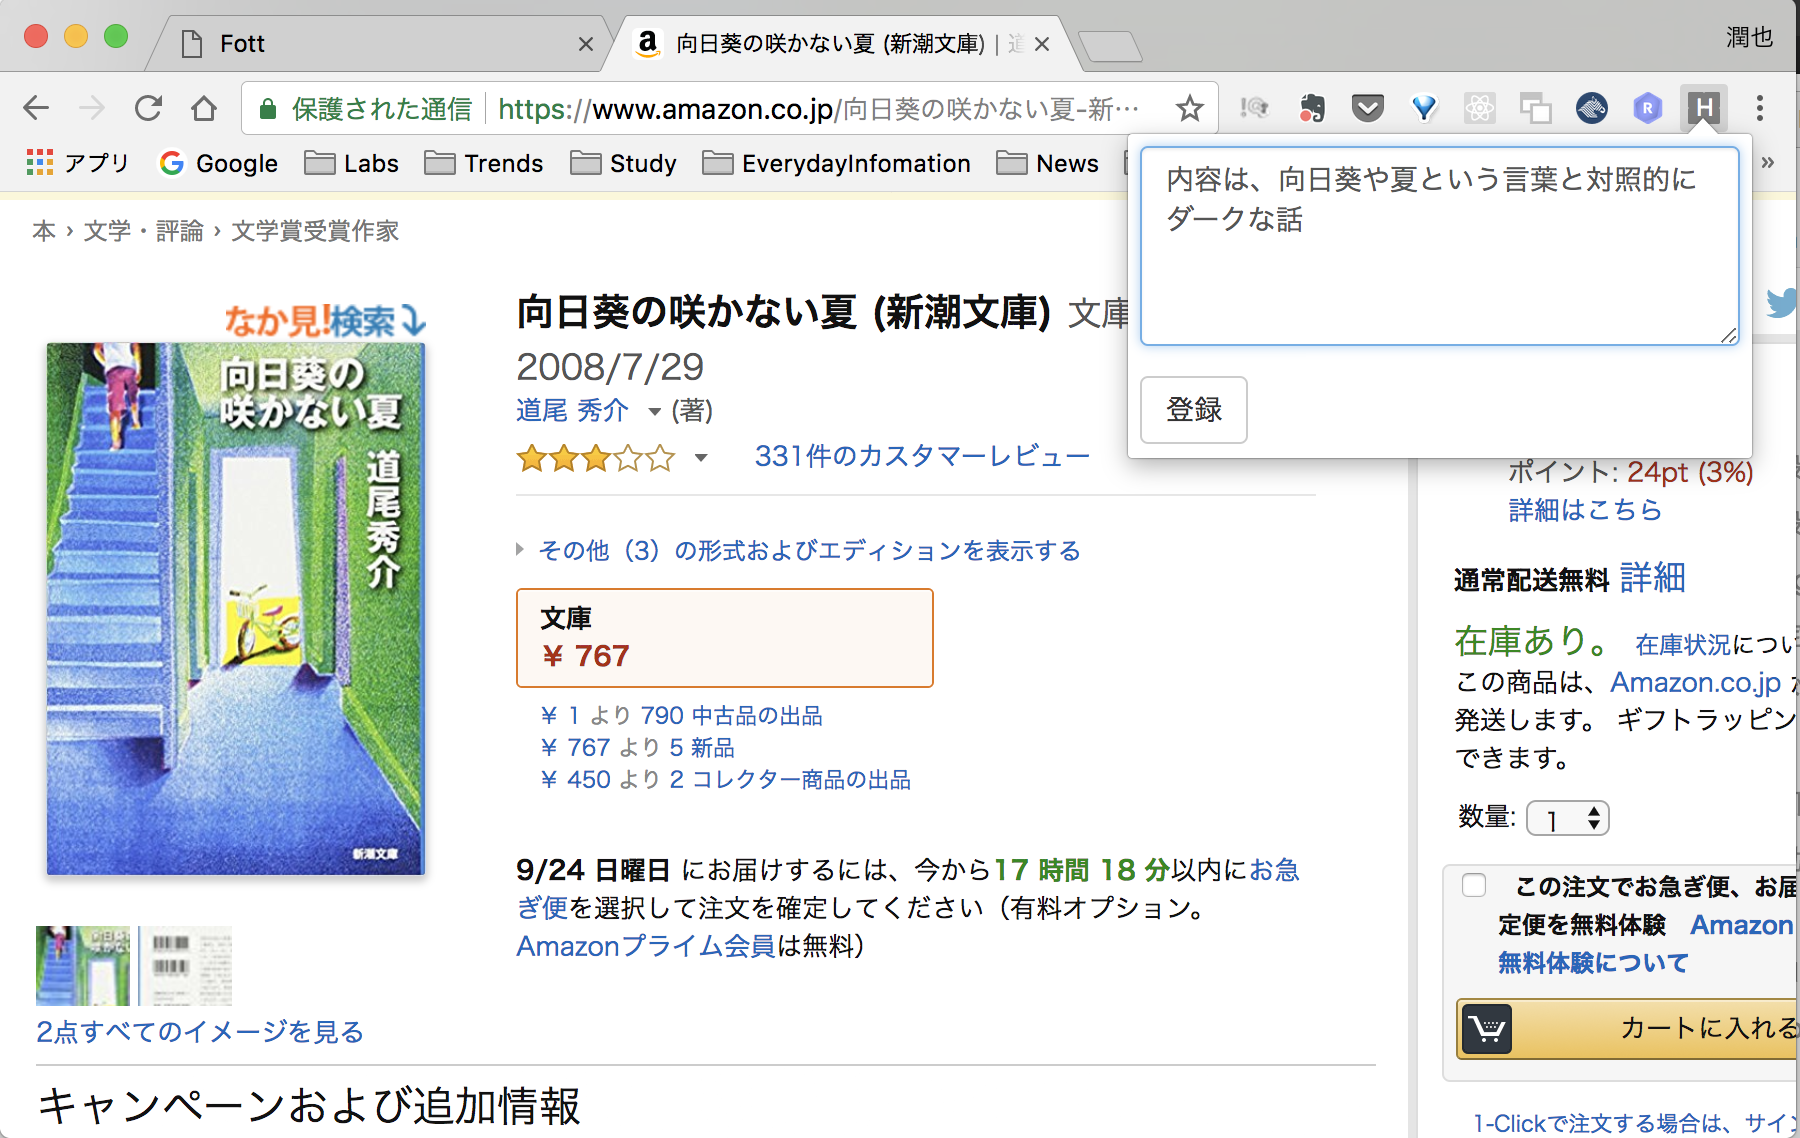 Fott
向日葵の咲かない夏 (新潮文庫) |
潤也
保護された通信
https://www.amazon.co.jp/向日葵の咲かない夏-新…
アプリ
Google
Labs
Trends
Study
EverydayInfomation
News
»
内容は、向日葵や夏という言葉と対照的に
ダークな話
登録
本 › 文学・評論 › 文学賞受賞作家
なか見!検索
向日葵の
咲かない夏
道尾秀介
新潮文庫
2点すべてのイメージを見る
向日葵の咲かない夏 (新潮文庫) 文庫
2008/7/29
道尾 秀介 (著)
331件のカスタマーレビュー
その他（3）の形式およびエディションを表示する
文庫
¥ 767
¥ 1 より 790 中古品の出品
¥ 767 より 5 新品
¥ 450 より 2 コレクター商品の出品
9/24 日曜日 にお届けするには、今から17 時間 18 分以内にお急
ぎ便を選択して注文を確定してください（有料オプション。
Amazonプライム会員は無料）
ポイント: 24pt (3%)
詳細はこちら
通常配送無料 詳細
在庫あり。 在庫状況につい
この商品は、Amazon.co.jp
発送します。 ギフトラッピン
できます。
数量: 1
この注文でお急ぎ便、お届
定便を無料体験 Amazon
無料体験について
カートに入れる
1-Clickで注文する場合は、サイン
キャンペーンおよび追加情報